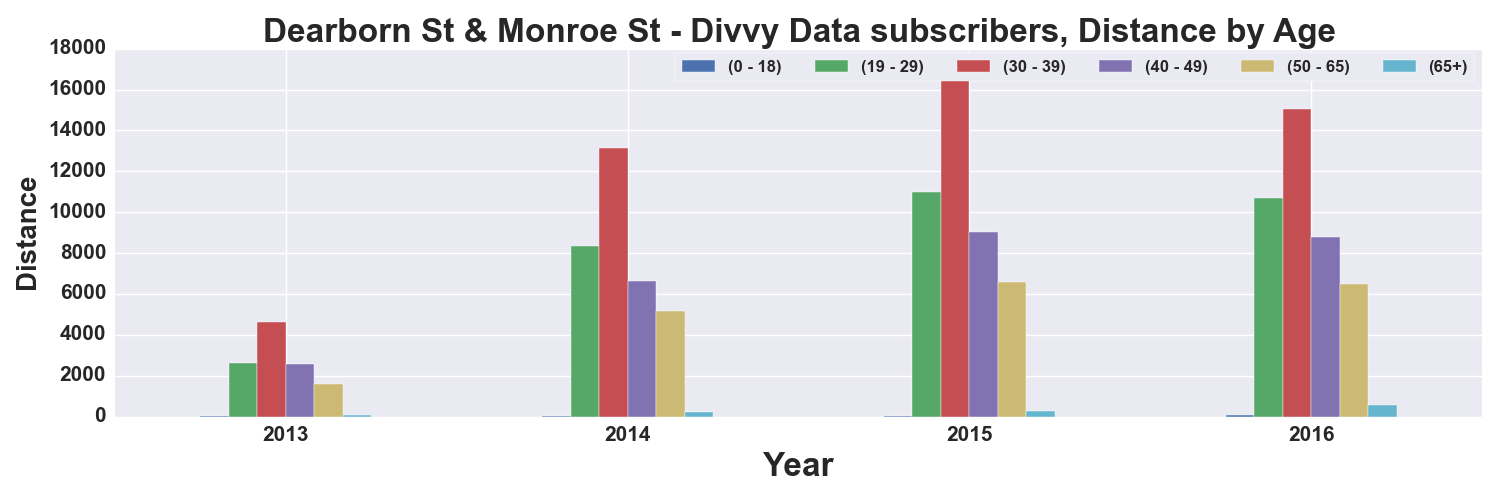 Dearborn St & Monroe St - Divvy Data subscribers, Distance by Age
18000
16000
14000
12000
10000
8000
6000
4000
2000
0
Distance
(0 - 18) (19 - 29) (30 - 39) (40 - 49) (50 - 65) (65+)
2013 2014 2015 2016
Year